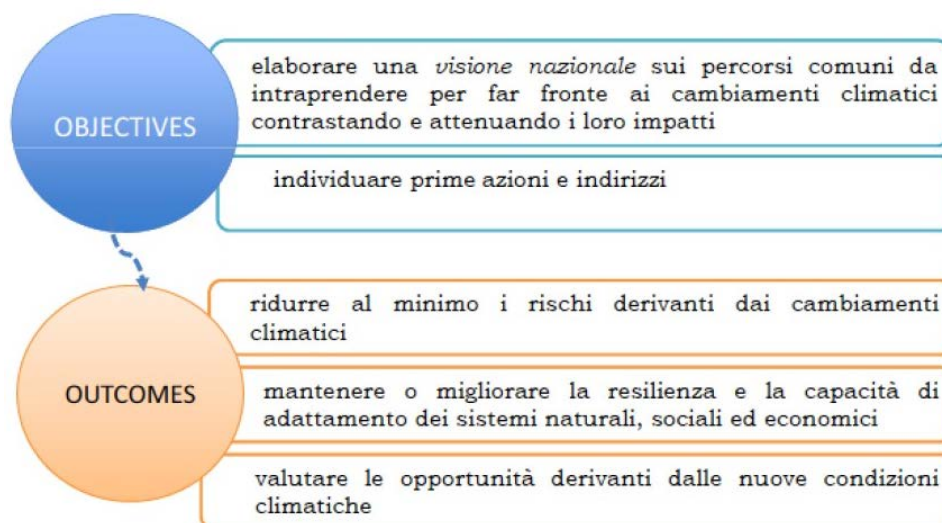 OBJECTIVES
elaborare una visione nazionale sui percorsi comuni da
intraprendere per far fronte ai cambiamenti climatici
contrastando e attenuando i loro impatti
individuare prime azioni e indirizzi
OUTCOMES
ridurre al minimo i rischi derivanti dai cambiamenti
climatici
mantenere o migliorare la resilienza e la capacità di
adattamento dei sistemi naturali, sociali ed economici
valutare le opportunità derivanti dalle nuove condizioni
climatiche